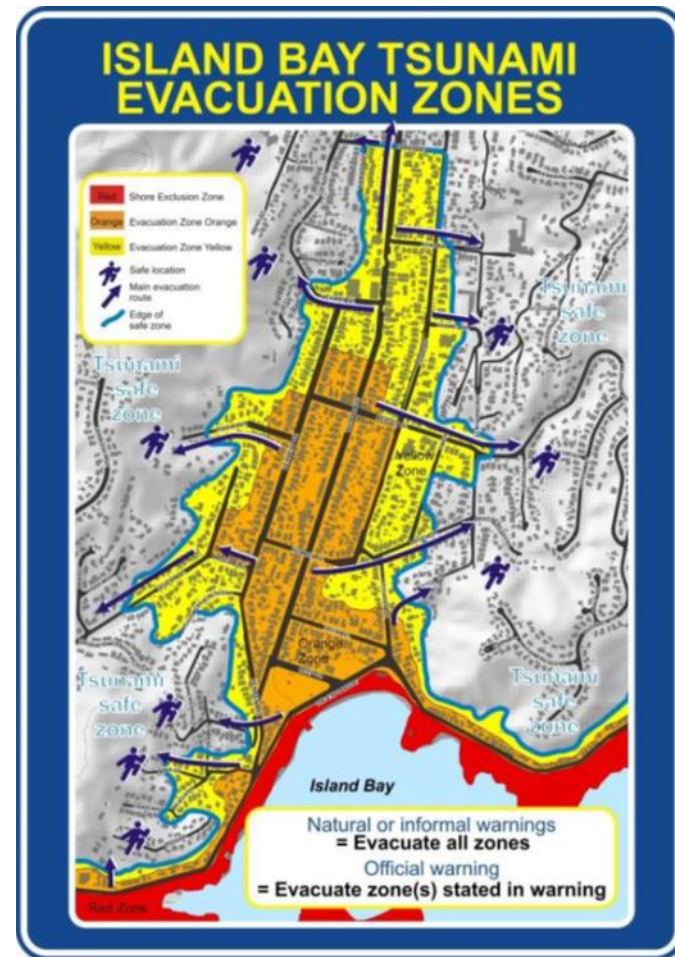 ISLAND BAY TSUNAMI
EVACUATION ZONES
Red Shore Exclusion Zone
Orange Evacuation Zone Orange
Yellow Evacuation Zone Yellow
Safe location
Main evacuation
route
Edge of
safe zone
Tsunami
safe
zone
Tsunami
safe
zone
Yellow
Zone
Orange
Zone
Tsunami
safe
zone
Tsunami
safe
zone
Island Bay
Natural or informal warnings
= Evacuate all zones
Official warning
= Evacuate zone(s) stated in warning
Red Zone